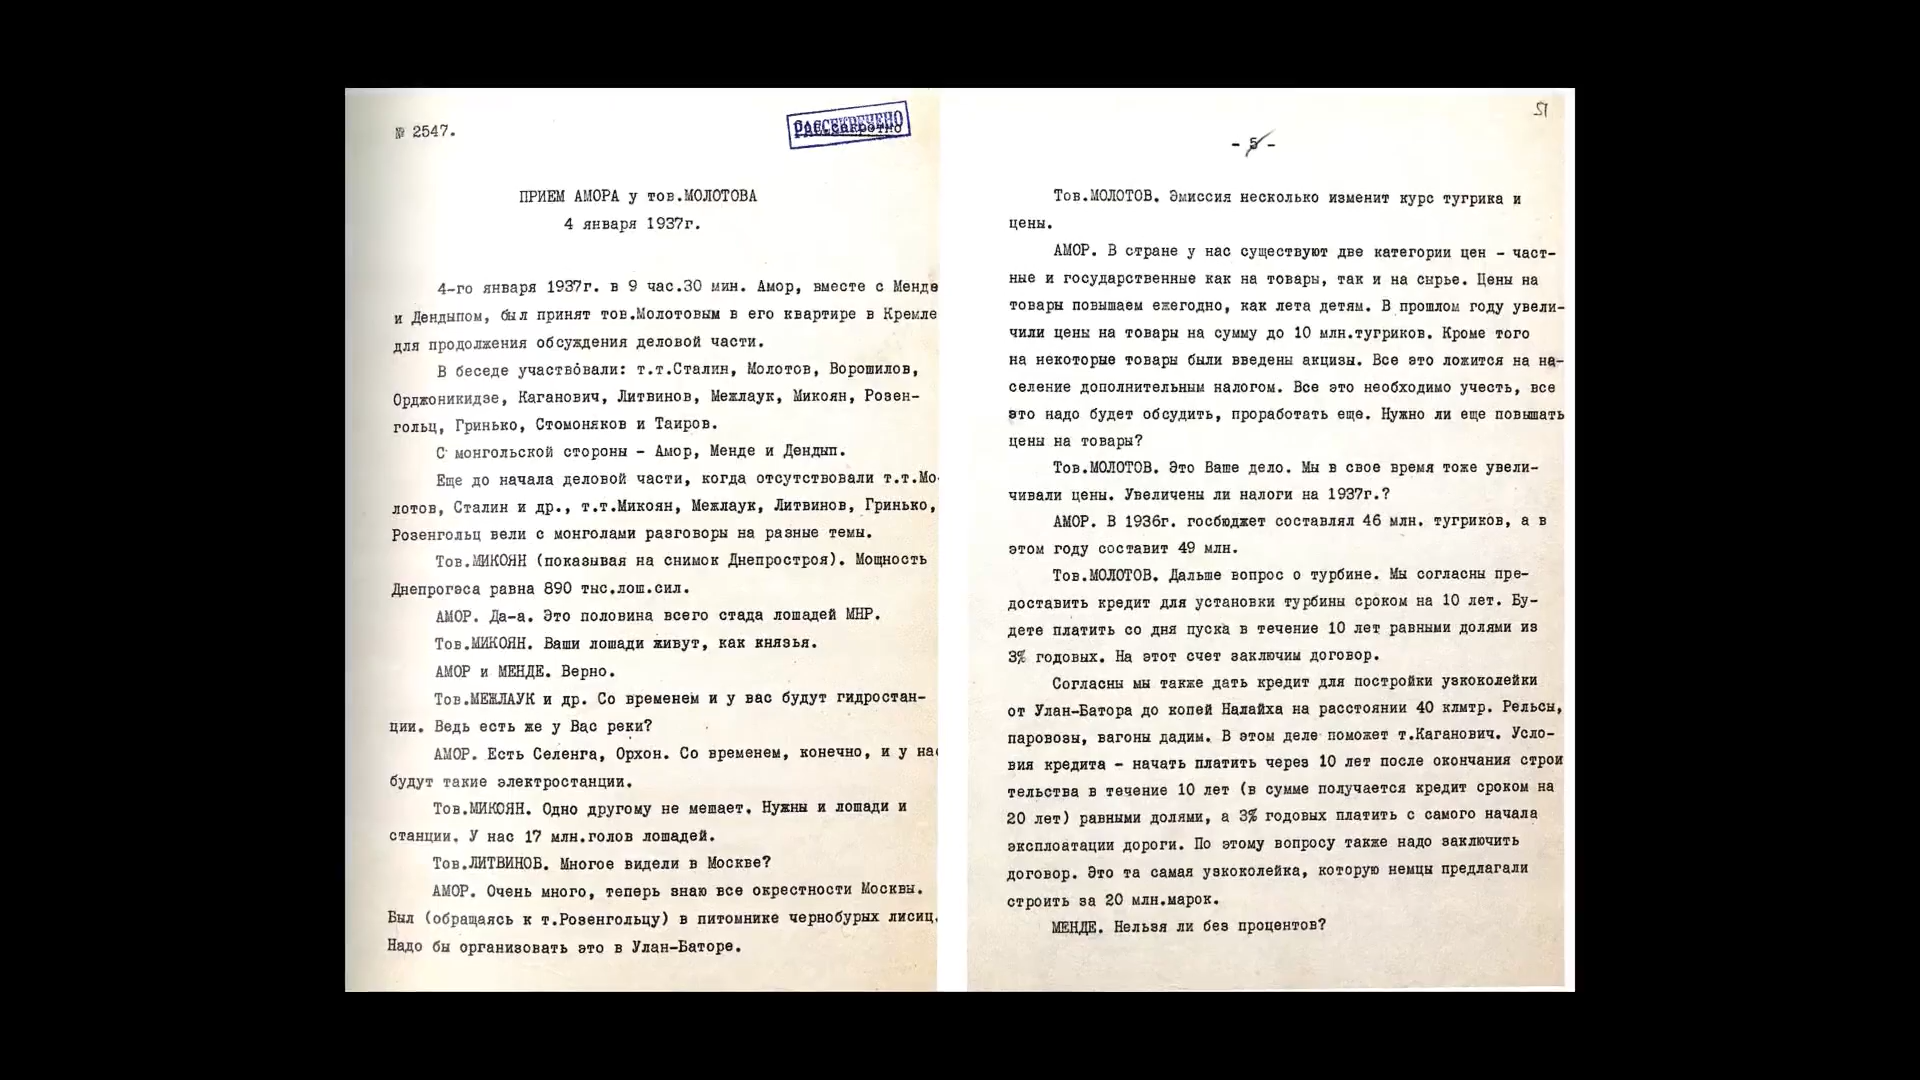 № 2547.
РАССЕКРЕЧЕНО
ПРИЕМ АМОРА у тов.МОЛОТОВА
4 января 1937г.
4-го января 1937г. в 9 час.30 мин. Амор, вместе с Менде
и Дендыпом, был принят тов.Молотовым в его квартире в Кремле
для продолжения обсуждения деловой части.
В беседе участвовали: т.т.Сталин, Молотов, Ворошилов,
Орджоникидзе, Каганович, Литвинов, Межлаук, Микоян, Розен-
гольц, Гринько, Стомоняков и Таиров.
С монгольской стороны - Амор, Менде и Дендып.
Еще до начала деловой части, когда отсутствовали т.т.Мо-
лотов, Сталин и др., т.т.Микоян, Межлаук, Литвинов, Гринько,
Розенгольц вели с монголами разговоры на разные темы.
Тов.МИКОЯН (показывая на снимок Днепростроя). Мощность
Днепрогэса равна 890 тыс.лош.сил.
АМОР. Да-а. Это половина всего стада лошадей МНР.
Тов.МИКОЯН. Ваши лошади живут, как князья.
АМОР и МЕНДЕ. Верно.
Тов.МЕЖЛАУК и др. Со временем и у вас будут гидростан-
ции. Ведь есть же у Вас реки?
АМОР. Есть Селенга, Орхон. Со временем, конечно, и у нас
будут такие электростанции.
Тов.МИКОЯН. Одно другому не мешает. Нужны и лошади и
станции. У нас 17 млн.голов лошадей.
Тов.ЛИТВИНОВ. Многое видели в Москве?
АМОР. Очень много, теперь знаю все окрестности Москвы.
Был (обращаясь к т.Розенгольцу) в питомнике чернобурых лисиц.
Надо бы организовать это в Улан-Баторе.
51
- 5 -
Тов.МОЛОТОВ. Эмиссия несколько изменит курс тугрика и
цены.
АМОР. В стране у нас существуют две категории цен - част-
ные и государственные как на товары, так и на сырье. Цены на
товары повышаем ежегодно, как лета детям. В прошлом году увели-
чили цены на товары на сумму до 10 млн.тугриков. Кроме того
на некоторые товары были введены акцизы. Все это ложится на на-
селение дополнительным налогом. Все это необходимо учесть, все
это надо будет обсудить, проработать еще. Нужно ли еще повышать
цены на товары?
Тов.МОЛОТОВ. Это Ваше дело. Мы в свое время тоже увели-
чивали цены. Увеличены ли налоги на 1937г.?
АМОР. В 1936г. госбюджет составлял 46 млн. тугриков, а в
этом году составит 49 млн.
Тов.МОЛОТОВ. Дальше вопрос о турбине. Мы согласны пре-
доставить кредит для установки турбины сроком на 10 лет. Бу-
дете платить со дня пуска в течение 10 лет равными долями из
3% годовых. На этот счет заключим договор.
Согласны мы также дать кредит для постройки узкоколейки
от Улан-Батора до копей Налайха на расстоянии 40 клмтр. Рельсы,
паровозы, вагоны дадим. В этом деле поможет т.Каганович. Усло-
вия кредита - начать платить через 10 лет после окончания строи
тельства в течение 10 лет (в сумме получается кредит сроком на
20 лет) равными долями, а 3% годовых платить с самого начала
эксплоатации дороги. По этому вопросу также надо заключить
договор. Это та самая узкоколейка, которую немцы предлагали
строить за 20 млн.марок.
МЕНДЕ. Нельзя ли без процентов?